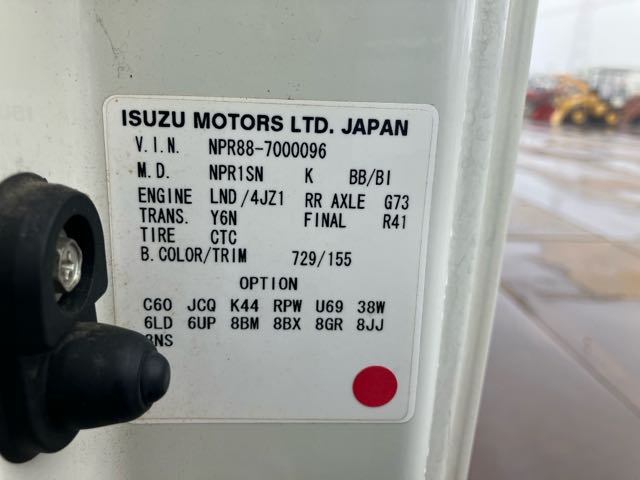 ISUZU MOTORS LTD. JAPAN
V.I.N. NPR88-7000096
M.D. NPR1SN K BB/BI
ENGINE LND/4JZ1 RR AXLE G73
TRANS. Y6N FINAL R41
TIRE CTC
B.COLOR/TRIM 729/155
OPTION
C60 JCQ K44 RPW U69 38W
6LD 6UP 8BM 8BX 8GR 8JJ